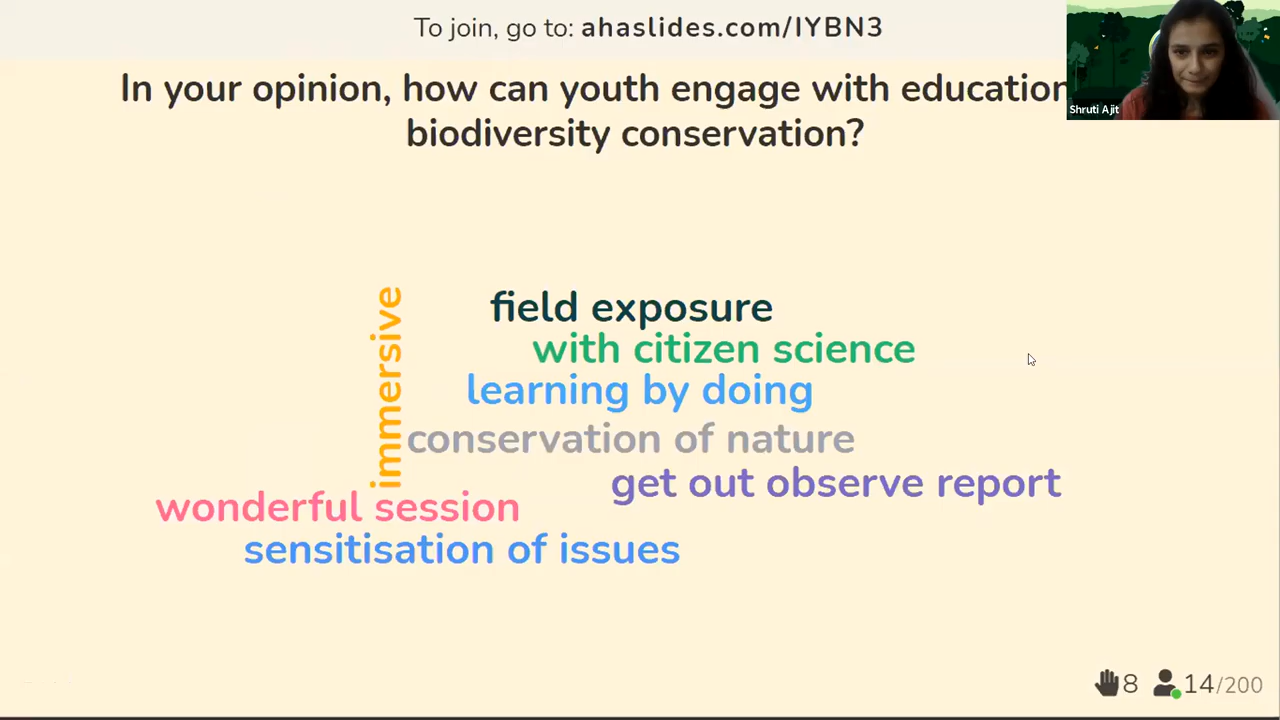 To join, go to: ahaslides.com/IYBN3
Shruti Ajit
In your opinion, how can youth engage with education
biodiversity conservation?
immersive
field exposure
with citizen science
learning by doing
conservation of nature
get out observe report
wonderful session
sensitisation of issues
8 14/200